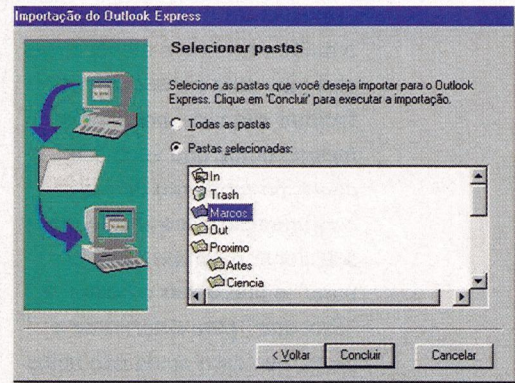 Importação do Outlook Express
Selecionar pastas
Selecione as pastas que você deseja importar para o Outlook
Express. Clique em 'Concluir' para executar a importação.
Todas as pastas
Pastas selecionadas:
In
Trash
Marcos
Out
Proximo
Artes
Ciencia
< Voltar
Concluir
Cancelar